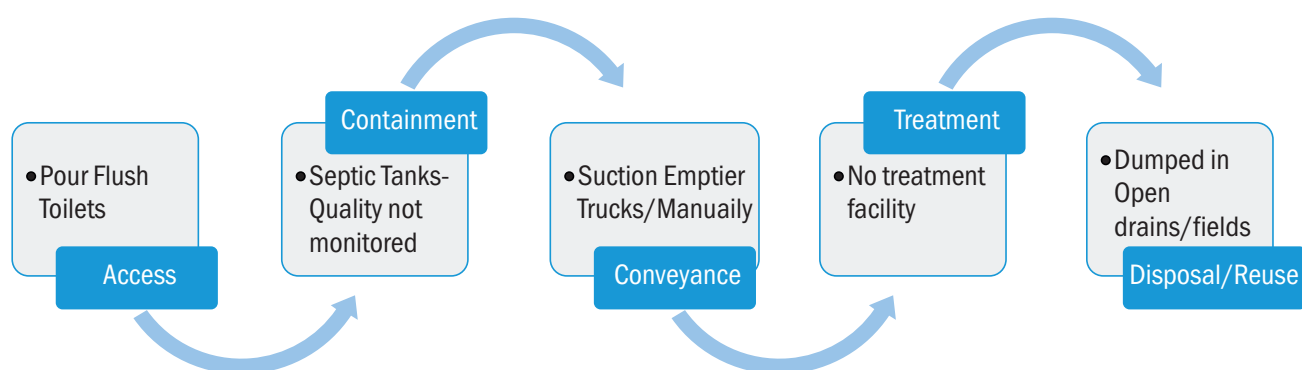 • Pour Flush
Toilets
Access
Containment
• Septic Tanks-
Quality not
monitored
• Suction Emptier
Trucks/Manuaily
Conveyance
Treatment
• No treatment
facility
• Dumped in
Open
drains/fields
Disposal/Reuse